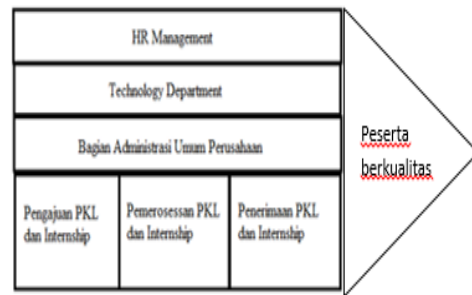 HR Management
Technology Department
Bagian Administrasi Umum Perusahaan
Peserta
berkualitas
Pengajuan PKL
dan Internship
Pemerosessan PKL
dan Internship
Penerimaan PKL
dan Internship